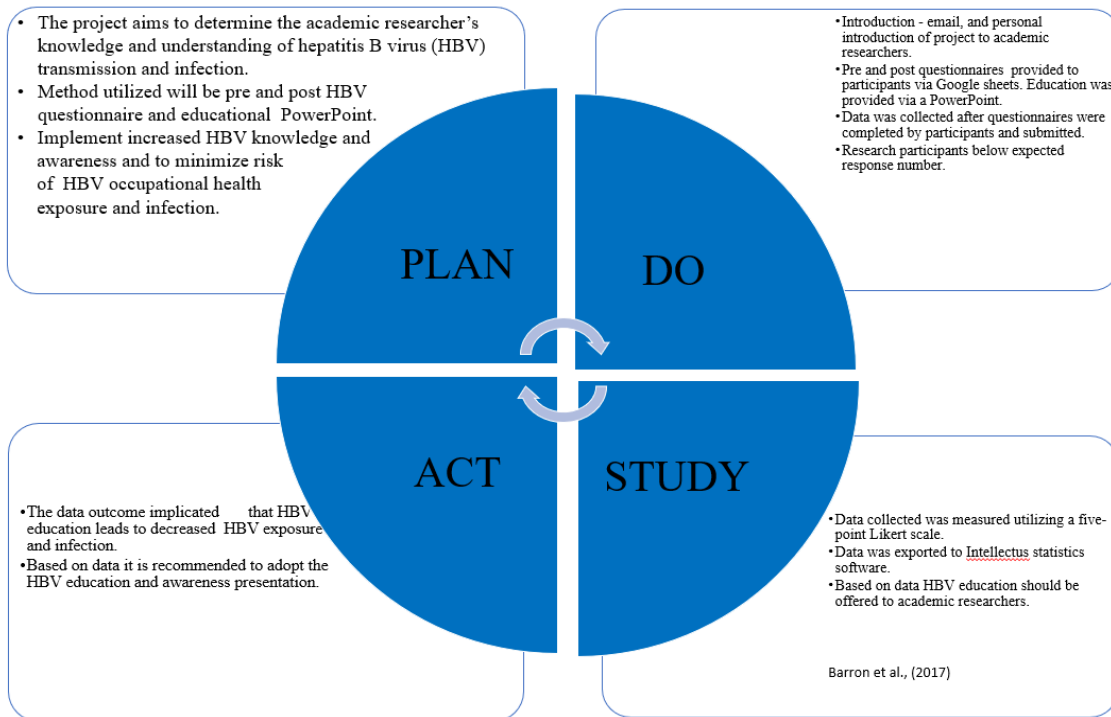 • The project aims to determine the academic researcher's
knowledge and understanding of hepatitis B virus (HBV)
transmission and infection.
• Method utilized will be pre and post HBV
questionnaire and educational PowerPoint.
• Implement increased HBV knowledge and
awareness and to minimize risk
of HBV occupational health
exposure and infection.
•Introduction - email, and personal
introduction of project to academic
researchers.
•Pre and post questionnaires provided to
participants via Google sheets. Education was
provided via a PowerPoint.
•Data was collected after questionnaires were
completed by participants and submitted.
•Research participants below expected
response number.
PLAN
DO
ACT
STUDY
•The data outcome implicated that HBV
education leads to decreased HBV exposure
and infection.
•Based on data it is recommended to adopt the
HBV education and awareness presentation.
•Data collected was measured utilizing a five-
point Likert scale.
•Data was exported to Intellectus statistics
software.
•Based on data HBV education should be
offered to academic researchers.
Barron et al., (2017)